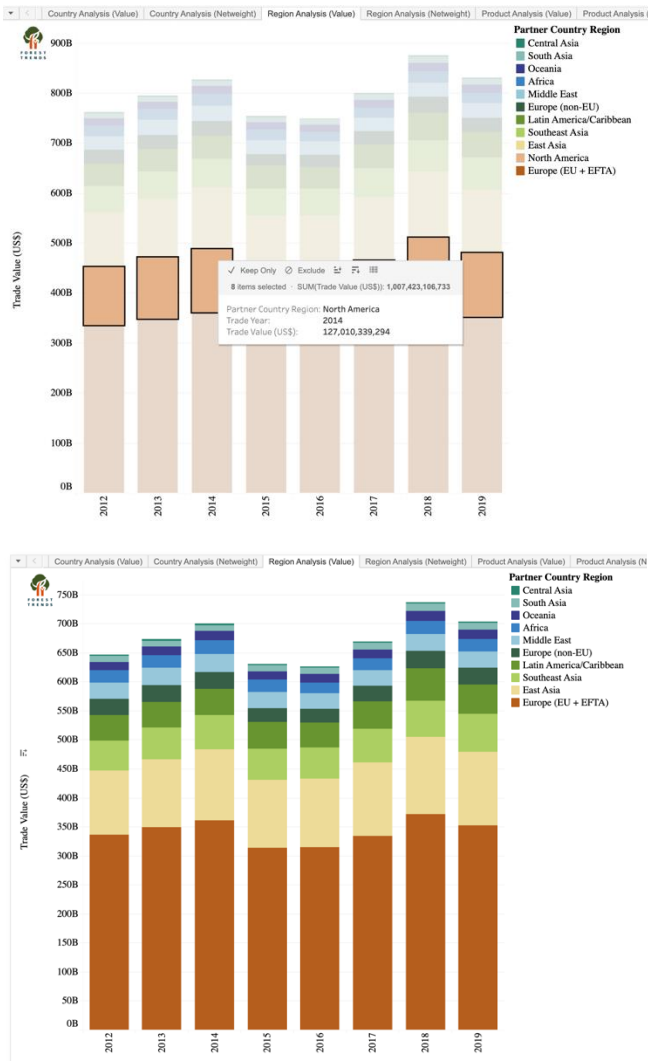 Country Analysis (Value) Country Analysis (Netweight) Region Analysis (Value) Region Analysis (Netweight) Product Analysis (Value) Product Analysis (
FOREST
TRENDS
Partner Country Region
Central Asia
South Asia
Oceania
Africa
Middle East
Europe (non-EU)
Latin America/Caribbean
Southeast Asia
East Asia
North America
Europe (EU + EFTA)
Trade Value (US$)
900B
800B
700B
600B
500B
400B
300B
200B
100B
0B
Keep Only Exclude
8 items selected · SUM(Trade Value (US$)): 1,007,423,106,733
Partner Country Region: North America
Trade Year: 2014
Trade Value (US$): 127,010,339,294
2012 2013 2014 2015 2016 2017 2018 2019
Country Analysis (Value) Country Analysis (Netweight) Region Analysis (Value) Region Analysis (Netweight) Product Analysis (Value) Product Analysis (N
FOREST
TRENDS
Partner Country Region
Central Asia
South Asia
Oceania
Africa
Middle East
Europe (non-EU)
Latin America/Caribbean
Southeast Asia
East Asia
Europe (EU + EFTA)
Trade Value (US$)
750B
700B
650B
600B
550B
500B
450B
400B
350B
300B
250B
200B
150B
100B
50B
0B
2012 2013 2014 2015 2016 2017 2018 2019